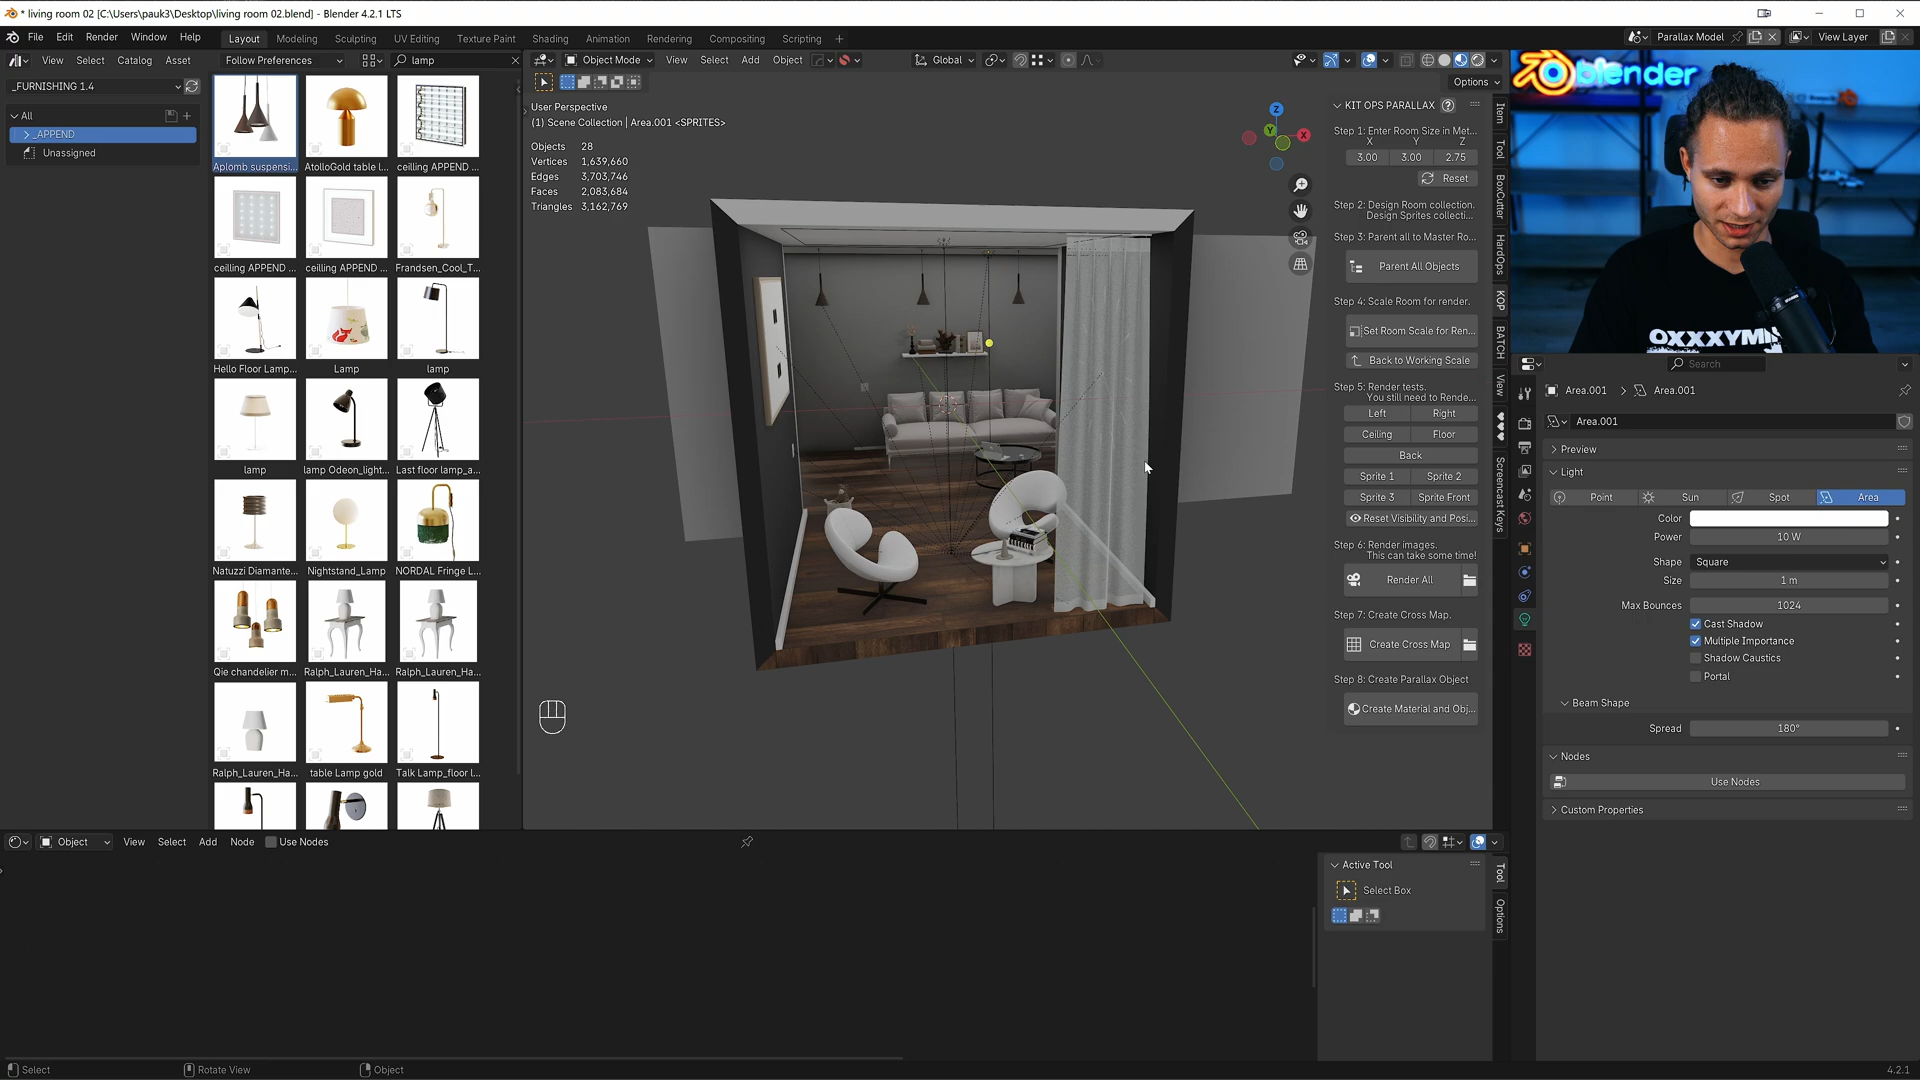 * living room 02 [C:\Users\pauk3\Desktop\living room 02.blend] - Blender 4.2.1 LTS
File Edit Render Window Help
Layout Modeling Sculpting UV Editing Texture Paint Shading Animation Rendering Compositing Scripting +
Parallax Model
View Layer
View Select Catalog Asset
Follow Preferences
lamp
_FURNISHING 1.4
All
_APPEND
Unassigned
Aplomb suspensi... AtolloGold table l... ceilling APPEND ...
ceilling APPEND ... ceilling APPEND ... Frandsen_Cool_T...
Hello Floor Lamp... Lamp lamp
lamp lamp Odeon_light... Last floor lamp_a...
Natuzzi Diamante... Nightstand_Lamp NORDAL Fringe L...
Qie chandelier m... Ralph_Lauren_Ha... Ralph_Lauren_Ha...
Ralph_Lauren_Ha... table Lamp gold Talk Lamp_floor l...
Object Mode View Select Add Object Global
Options
User Perspective
(1) Scene Collection | Area.001 <SPRITES>
Objects 28
Vertices 1,639,660
Edges 3,703,746
Faces 2,083,684
Triangles 3,162,769
Z
Y
X
KIT OPS PARALLAX
Step 1: Enter Room Size in Met...
X Y Z
3.00 3.00 2.75
Reset
Step 2: Design Room collection.
Design Sprites collecti...
Step 3: Parent all to Master Ro...
Parent All Objects
Step 4: Scale Room for render.
Set Room Scale for Ren...
Back to Working Scale
Step 5: Render tests.
You still need to Rende...
Left Right
Ceiling Floor
Back
Sprite 1 Sprite 2
Sprite 3 Sprite Front
Reset Visibility and Posi...
Step 6: Render images.
This can take some time!
Render All
Step 7: Create Cross Map.
Create Cross Map
Step 8: Create Parallax Object
Create Material and Obj...
Item
Tool
BoxCutter
HardOps
KOP
BATCH
View
Screencast Keys
blender
OXXXYMI
Search
Area.001 > Area.001
Area.001
Preview
Light
Point Sun Spot Area
Color
Power 10 W
Shape Square
Size 1 m
Max Bounces 1024
Cast Shadow
Multiple Importance
Shadow Caustics
Portal
Beam Shape
Spread 180°
Nodes
Use Nodes
Custom Properties
Object View Select Add Node Use Nodes
Active Tool
Select Box
Tool
Options
Select Rotate View Object
4.2.1